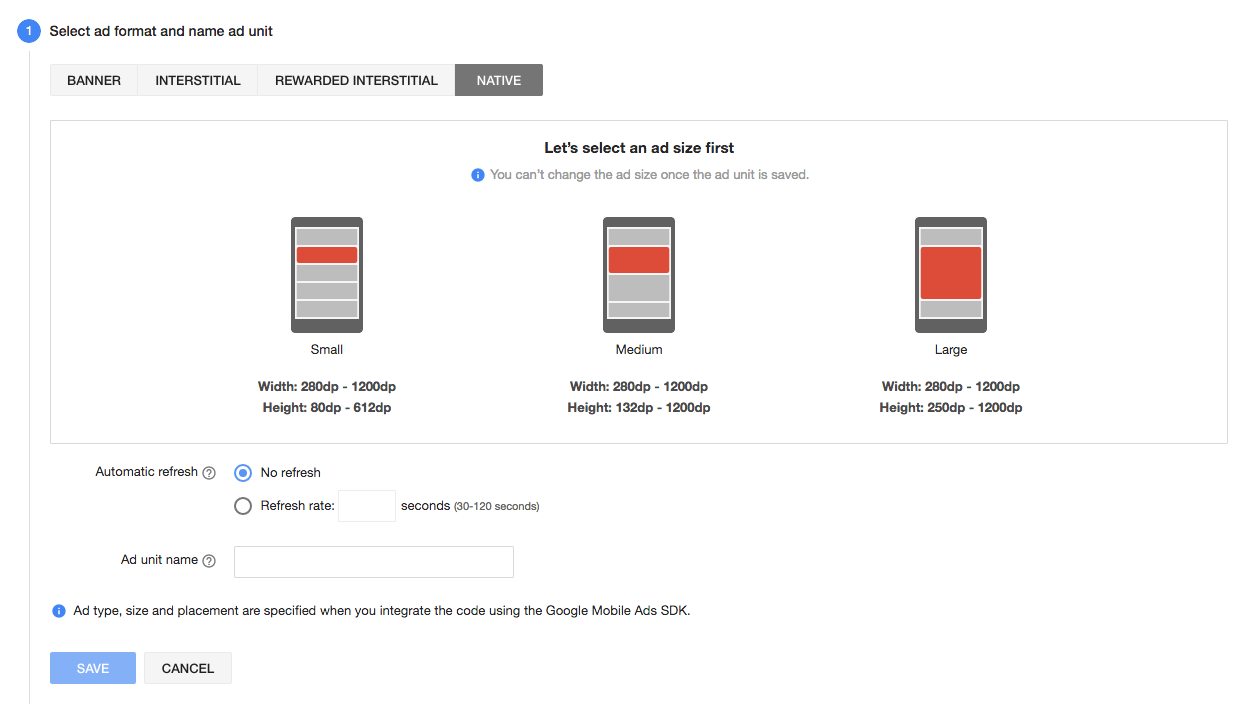 1 Select ad format and name ad unit
BANNER INTERSTITIAL REWARDED INTERSTITIAL NATIVE
Let's select an ad size first
i You can't change the ad size once the ad unit is saved.
Small Medium Large
Width: 280dp - 1200dp Width: 280dp - 1200dp Width: 280dp - 1200dp
Height: 80dp - 612dp Height: 132dp - 1200dp Height: 250dp - 1200dp
Automatic refresh ? No refresh
Refresh rate: seconds (30-120 seconds)
Ad unit name ?
i Ad type, size and placement are specified when you integrate the code using the Google Mobile Ads SDK.
SAVE CANCEL